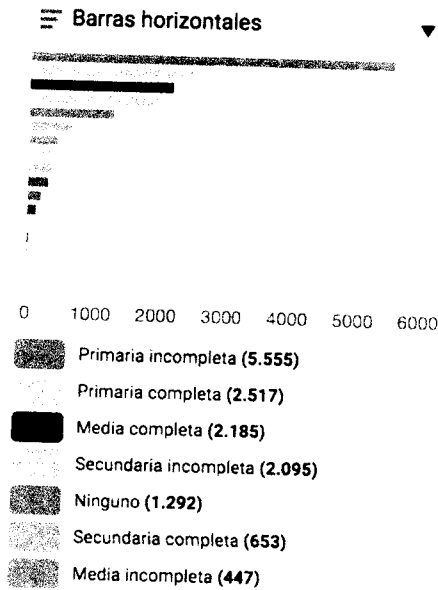 Barras horizontales
0 1000 2000 3000 4000 5000 6000
Primaria incompleta (5.555)
Primaria completa (2.517)
Media completa (2.185)
Secundaria incompleta (2.095)
Ninguno (1.292)
Secundaria completa (653)
Media incompleta (447)